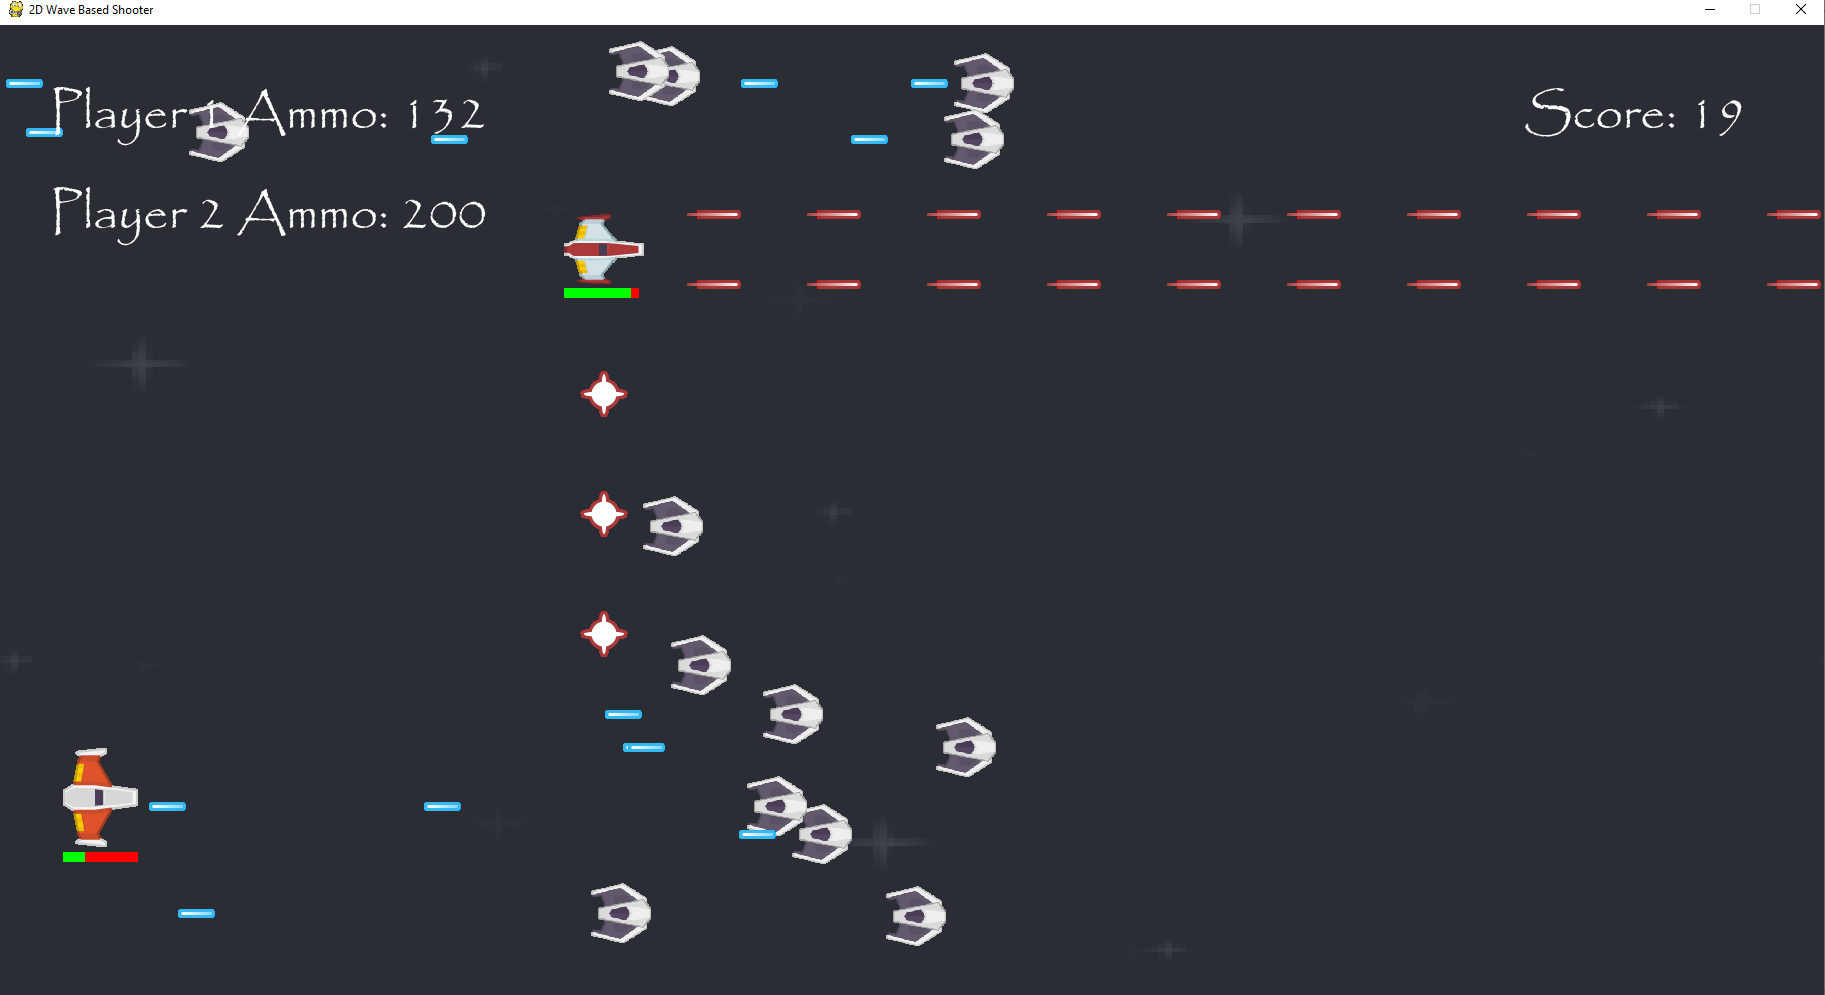 2D Wave Based Shooter
Player 1 Ammo: 132
Score: 19
Player 2 Ammo: 200